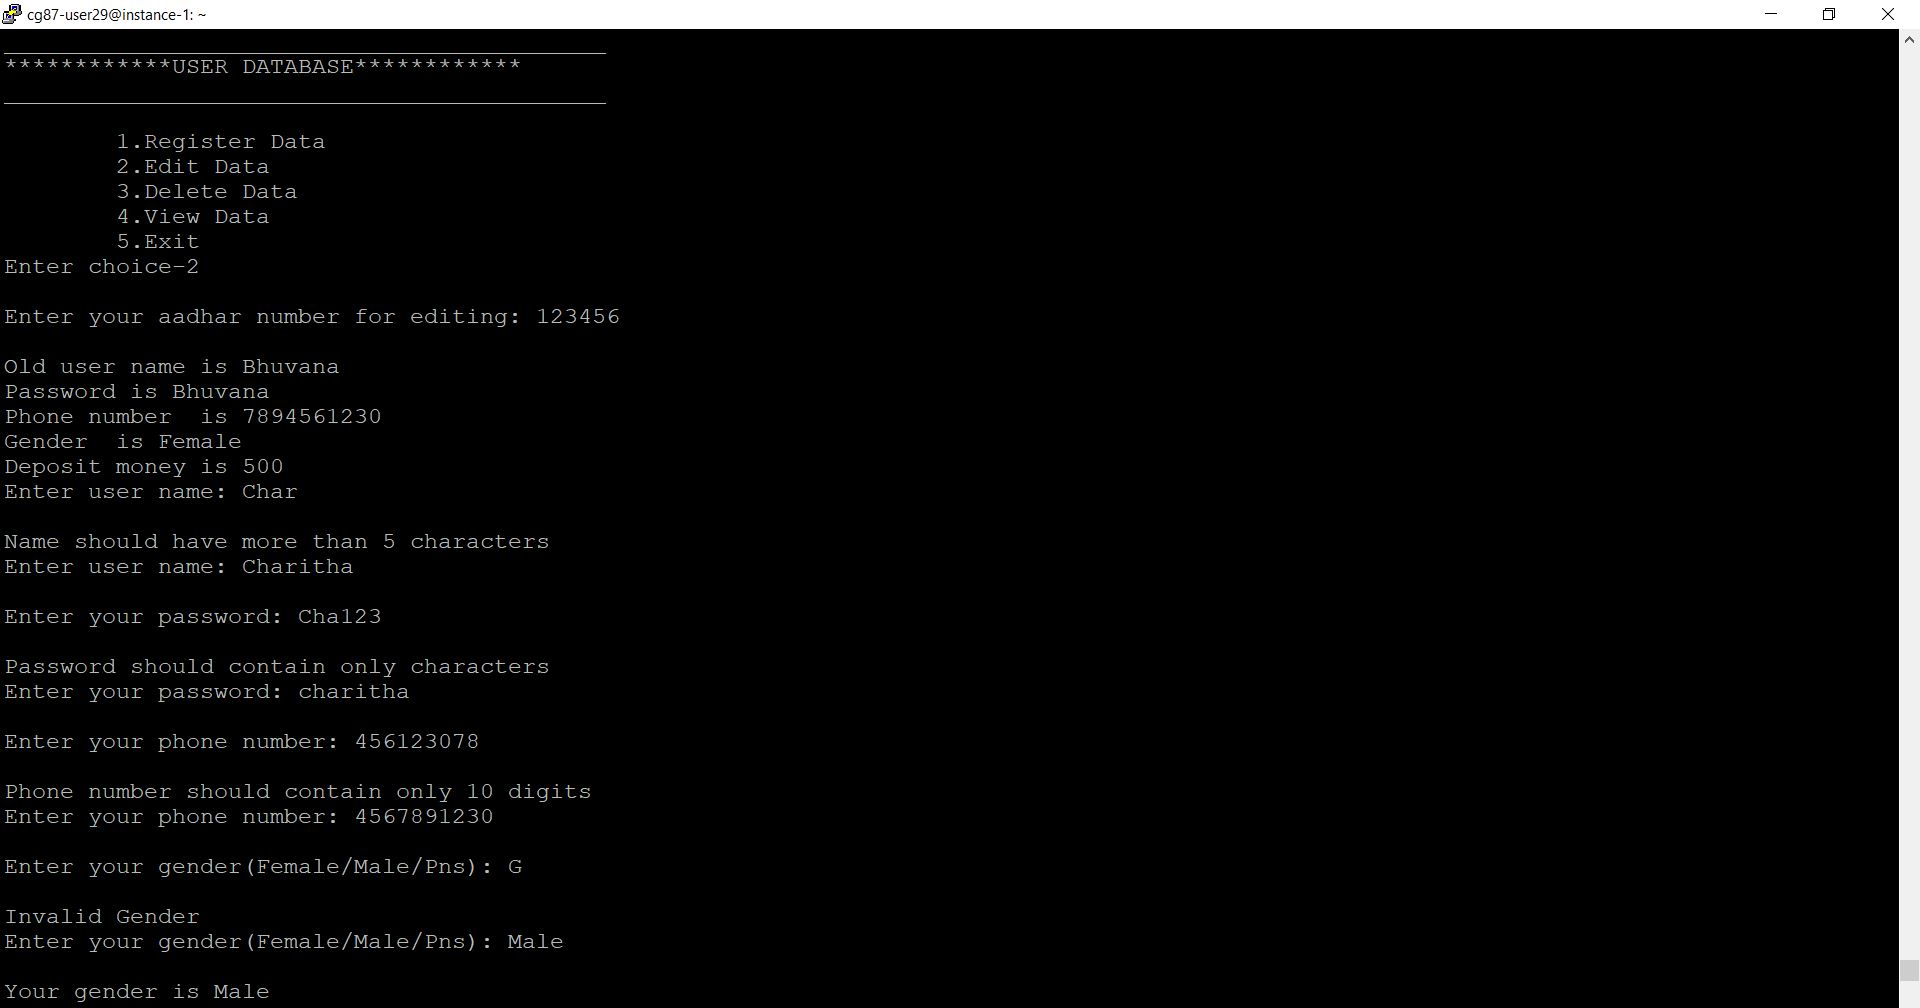 cg87-user29@instance-1: ~
************USER DATABASE************
1.Register Data
2.Edit Data
3.Delete Data
4.View Data
5.Exit
Enter choice-2
Enter your aadhar number for editing: 123456
Old user name is Bhuvana
Password is Bhuvana
Phone number  is 7894561230
Gender  is Female
Deposit money is 500
Enter user name: Char
Name should have more than 5 characters
Enter user name: Charitha
Enter your password: Cha123
Password should contain only characters
Enter your password: charitha
Enter your phone number: 456123078
Phone number should contain only 10 digits
Enter your phone number: 4567891230
Enter your gender(Female/Male/Pns): G
Invalid Gender
Enter your gender(Female/Male/Pns): Male
Your gender is Male